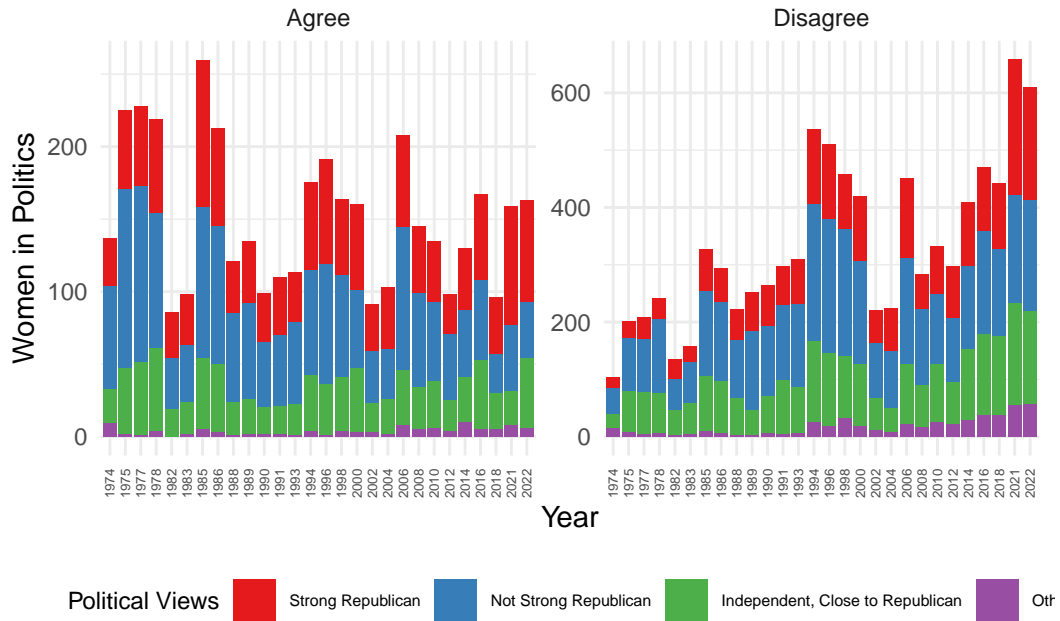 Agree Disagree
Women in Politics
200
100
0
600
400
200
0
1974 1975 1977 1978 1982 1983 1985 1986 1988 1989 1990 1991 1993 1994 1996 1998 2000 2002 2004 2006 2008 2010 2012 2014 2016 2018 2021 2022
1974 1975 1977 1978 1982 1983 1985 1986 1988 1989 1990 1991 1993 1994 1996 1998 2000 2002 2004 2006 2008 2010 2012 2014 2016 2018 2021 2022
Year
Political Views Strong Republican Not Strong Republican Independent, Close to Republican Oth